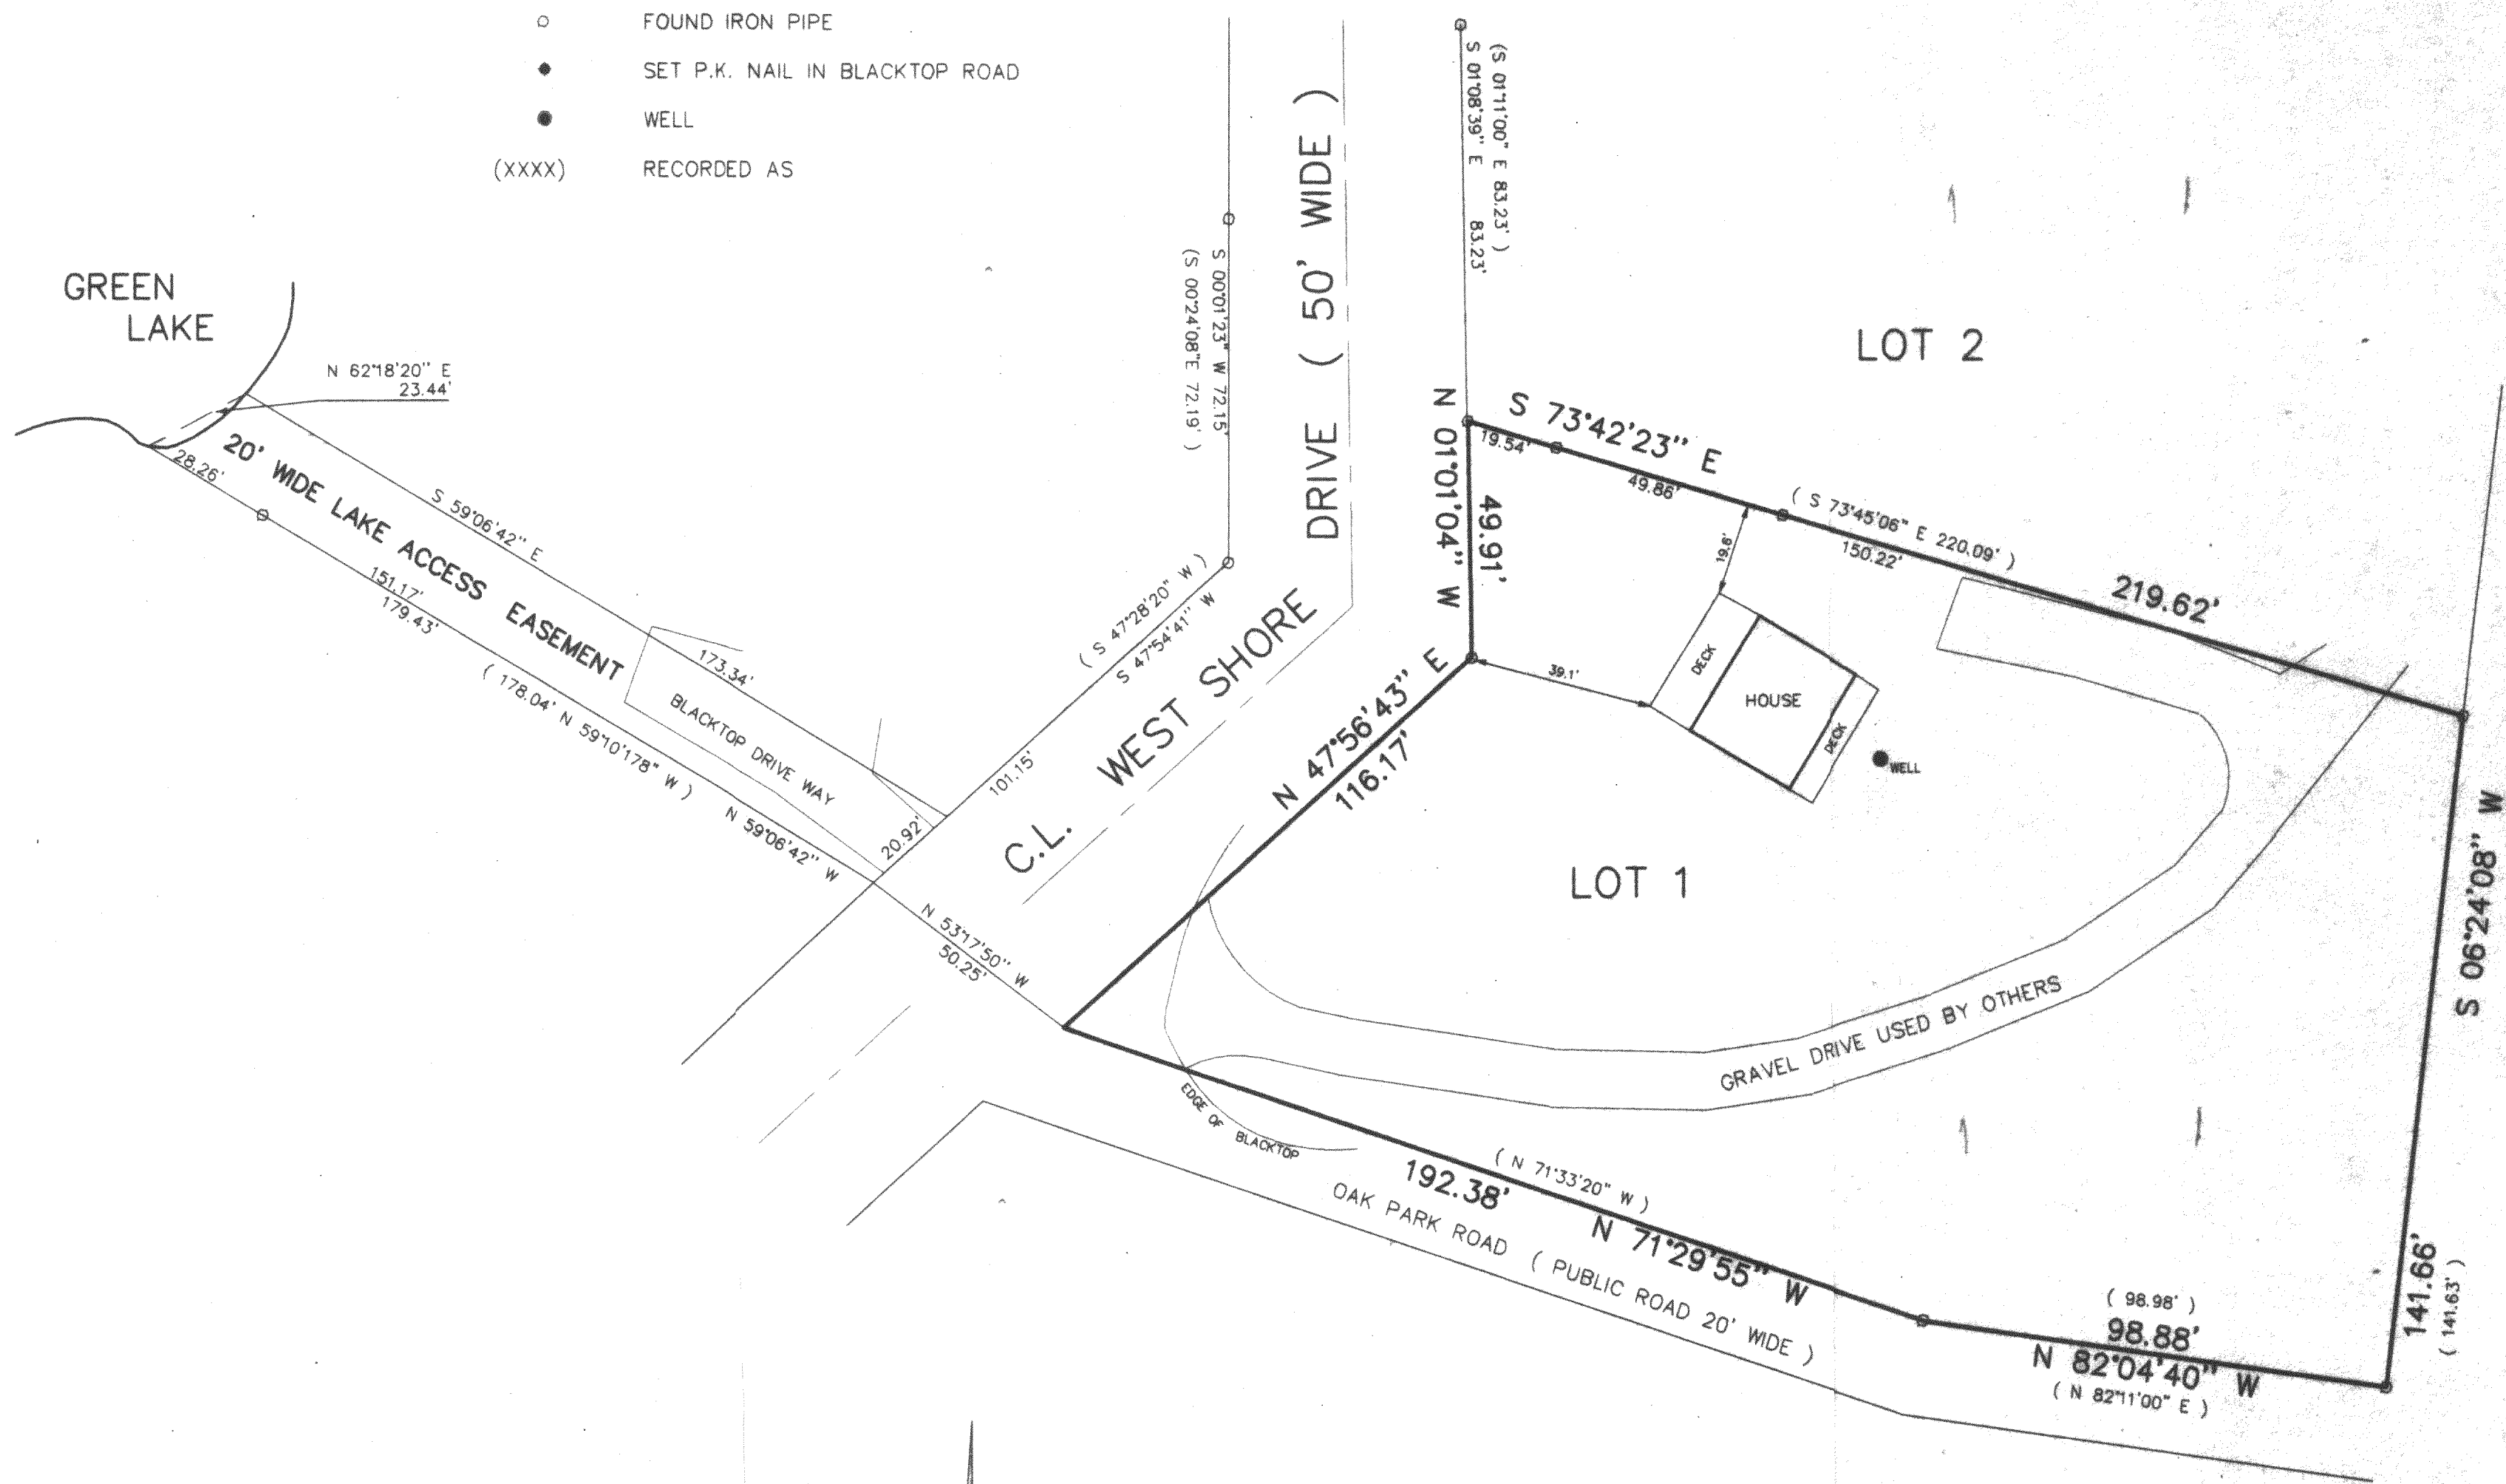 FOUND IRON PIPE
SET P.K. NAIL IN BLACKTOP ROAD
WELL
(XXXX) RECORDED AS
GREEN
LAKE
N 62°18'20" E
23.44'
28.26'
20' WIDE LAKE ACCESS EASEMENT
S 59°06'42" E
173.34'
151.17'
179.43'
( 178.04' N 59°10'178" W )
N 59°06'42" W
BLACKTOP DRIVE WAY
20.92'
101.15'
( S 47°28'20" W )
S 47°54'41" W
S 00°01'23" W 72.15'
(S 00°24'08"E 72.19' )
C.L. WEST SHORE DRIVE ( 50' WIDE )
(S 01°11'00" E 83.23' )
S 01°08'39" E 83.23'
N 01°01'04" W
49.91'
S 73°42'23" E
19.54'
49.86'
( S 73°45'06" E 220.09' )
150.22'
219.62'
LOT 2
19.6'
39.1'
DECK
HOUSE
DECK
WELL
N 47°56'43" E
116.17'
LOT 1
N 53°17'50" W
50.25'
GRAVEL DRIVE USED BY OTHERS
EDGE OF BLACKTOP
S 06°24'08" W
141.66'
( 141.63' )
( N 71°33'20" W )
192.38'
N 71°29'55" W
OAK PARK ROAD ( PUBLIC ROAD 20' WIDE )
( 98.98' )
98.88'
N 82°04'40" W
( N 82°11'00" E )